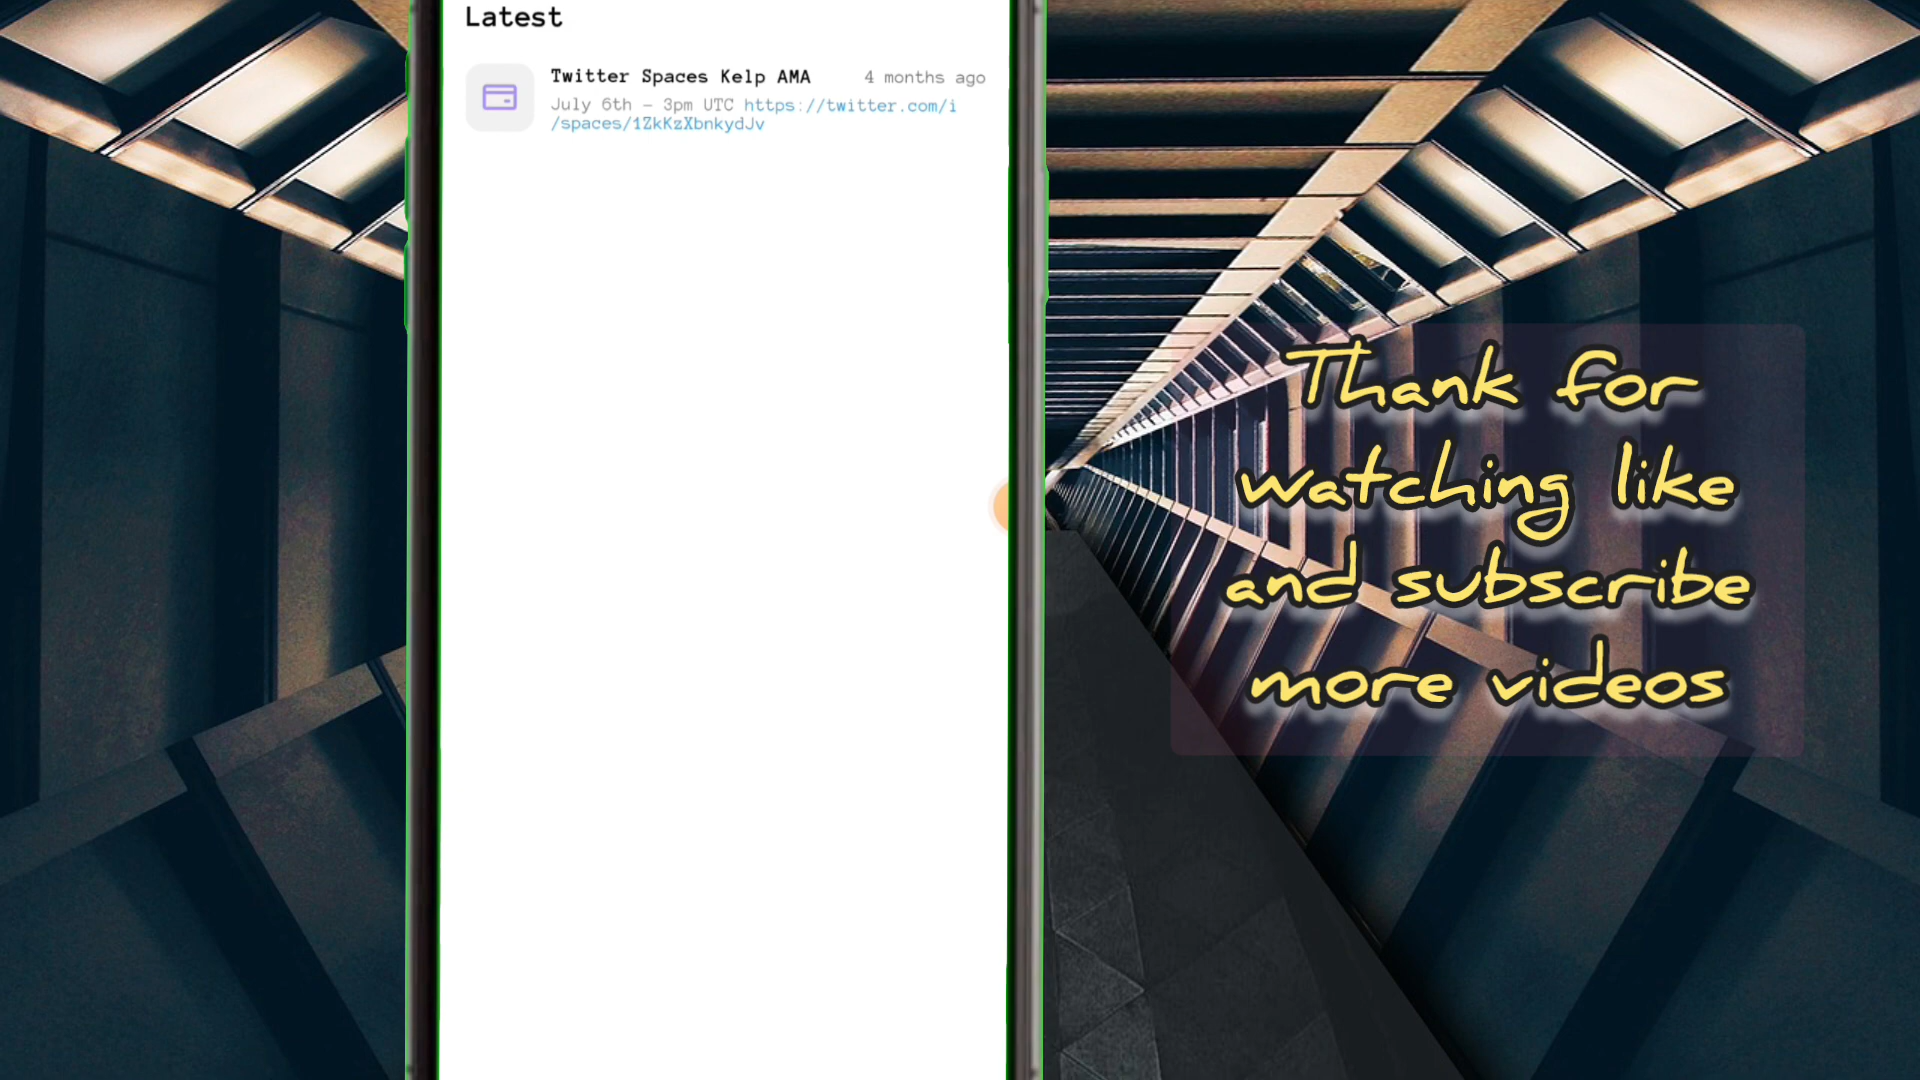 Latest
Twitter Spaces Kelp AMA 4 months ago
July 6th – 3pm UTC https://twitter.com/i
/spaces/1ZkKzXbnkydJv
Thank for
watching like
and subscribe
more videos